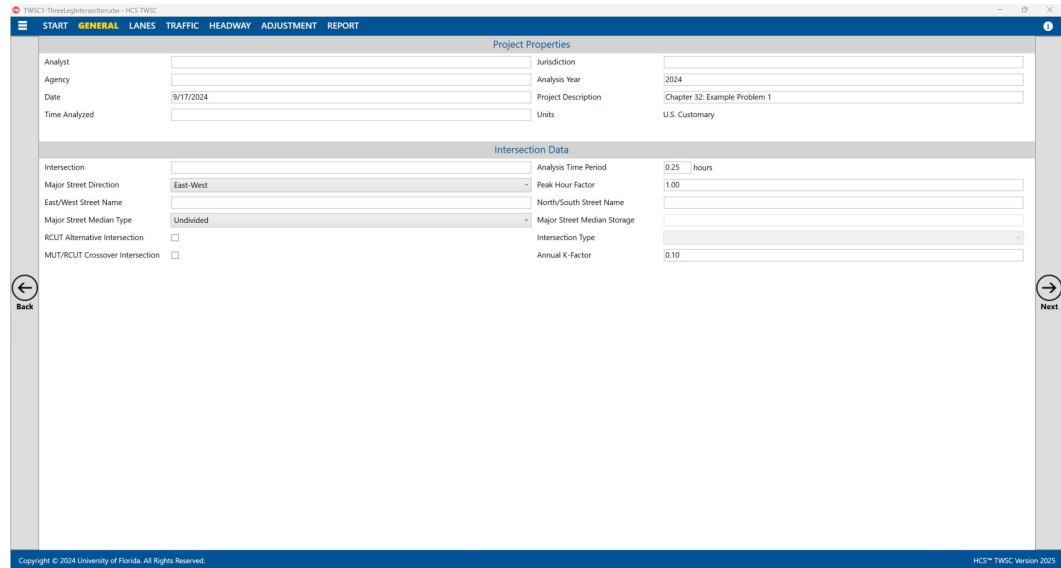 TWSC1-ThreeLegIntersection.xtw - HCS TWSC
START GENERAL LANES TRAFFIC HEADWAY ADJUSTMENT REPORT
Project Properties
Analyst Jurisdiction
Agency Analysis Year 2024
Date 9/17/2024 Project Description Chapter 32: Example Problem 1
Time Analyzed Units U.S. Customary
Intersection Data
Intersection Analysis Time Period 0.25 hours
Major Street Direction East-West Peak Hour Factor 1.00
East/West Street Name North/South Street Name
Major Street Median Type Undivided Major Street Median Storage
RCUT Alternative Intersection Intersection Type
MUT/RCUT Crossover Intersection Annual K-Factor 0.10
Back Next
Copyright © 2024 University of Florida. All Rights Reserved. HCS™ TWSC Version 2025